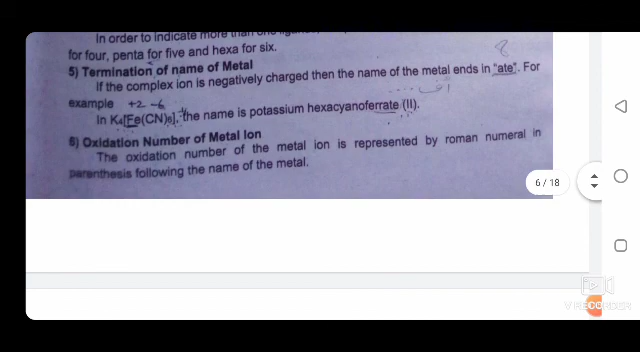 In order to indicate more than one
for four, penta for five and hexa for six.
5) Termination of name of Metal
If the complex ion is negatively charged then the name of the metal ends in "ate". For
example +2 -6
In K4[Fe(CN)6], the name is potassium hexacyanoferrate (II).
6) Oxidation Number of Metal Ion
The oxidation number of the metal ion is represented by roman numeral in
parenthesis following the name of the metal.
6 / 18